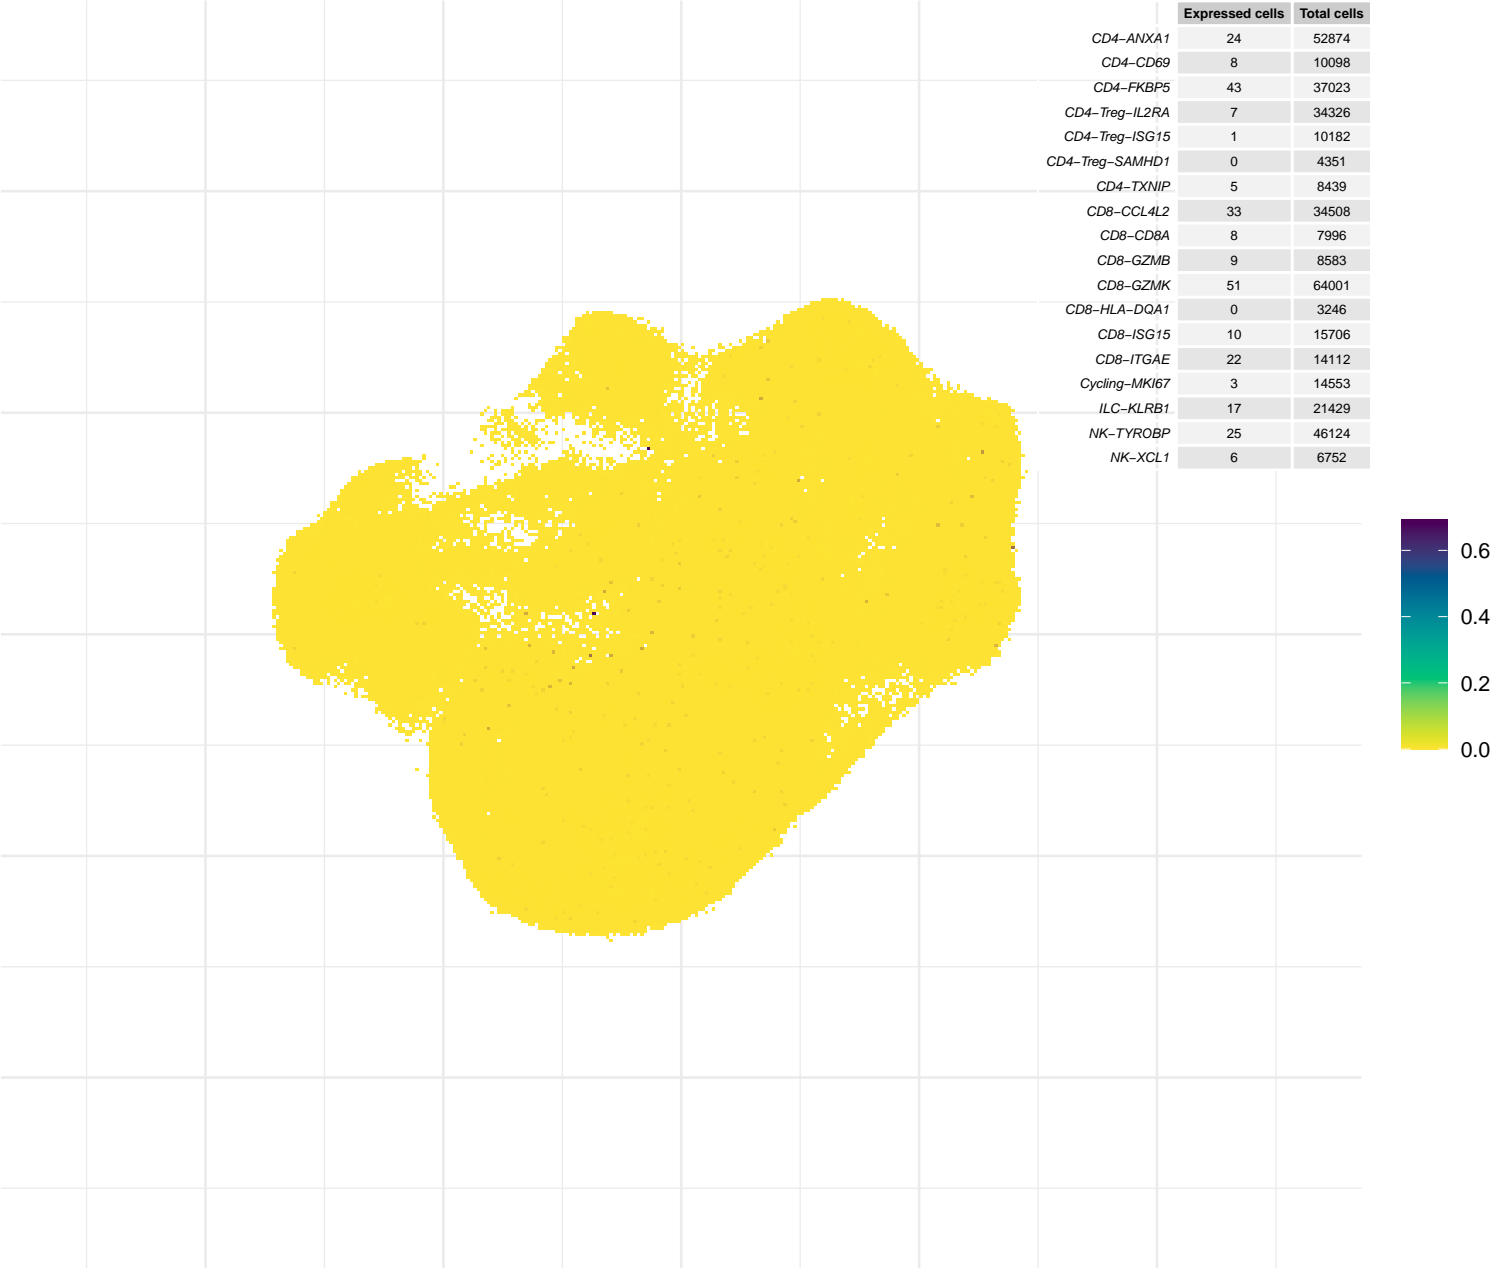 Expressed cells Total cells
CD4−ANXA1 24 52874
CD4−CD69 8 10098
CD4−FKBP5 43 37023
CD4−Treg−IL2RA 7 34326
CD4−Treg−ISG15 1 10182
CD4−Treg−SAMHD1 0 4351
CD4−TXNIP 5 8439
CD8−CCL4L2 33 34508
CD8−CD8A 8 7996
CD8−GZMB 9 8583
CD8−GZMK 51 64001
CD8−HLA−DQA1 0 3246
CD8−ISG15 10 15706
CD8−ITGAE 22 14112
Cycling−MKI67 3 14553
ILC−KLRB1 17 21429
NK−TYROBP 25 46124
NK−XCL1 6 6752
0.6
0.4
0.2
0.0